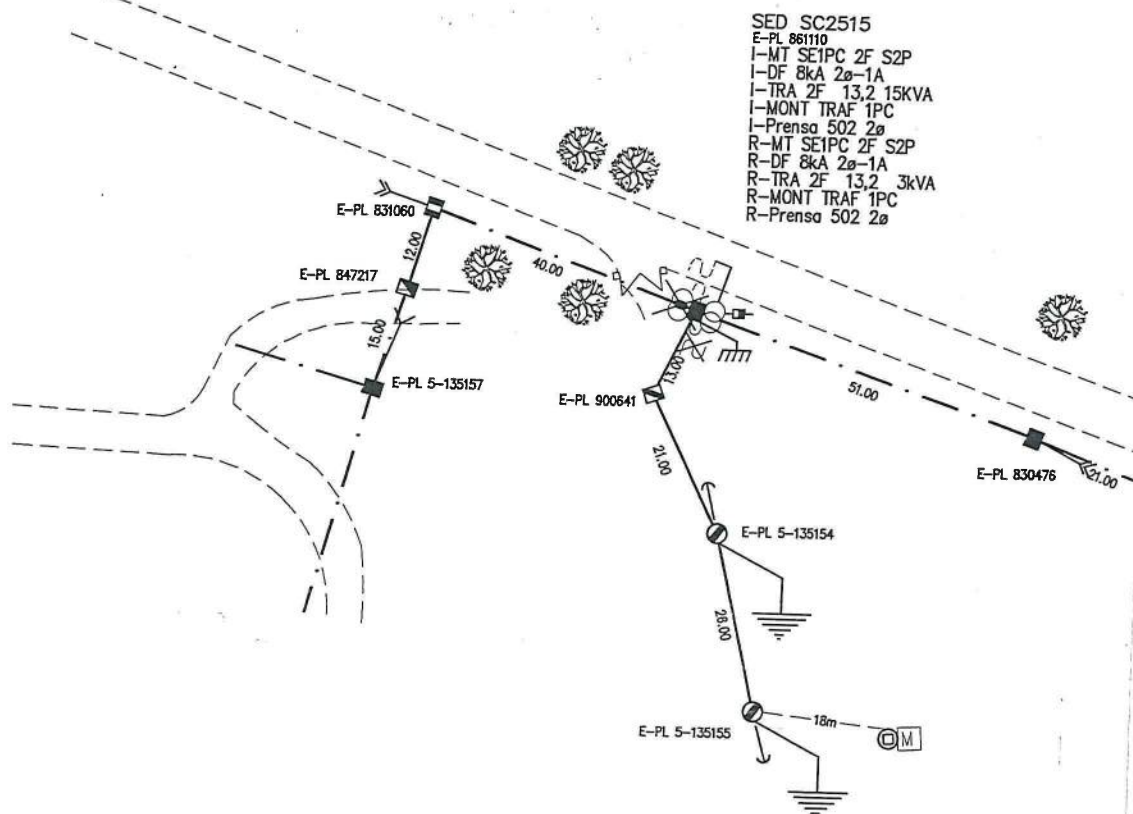 SED SC2515
E-PL 861110
I-MT SE1PC 2F S2P
I-DF 8kA 2ø-1A
I-TRA 2F 13,2 15KVA
I-MONT TRAF 1PC
I-Prensa 502 2ø
R-MT SE1PC 2F S2P
R-DF 8kA 2ø-1A
R-TRA 2F 13,2 3kVA
R-MONT TRAF 1PC
R-Prensa 502 2ø
E-PL 831060
12.00
E-PL 847217
40.00
15.00
E-PL 5-135157
13.00
E-PL 900641
51.00
21.00
E-PL 830476
21.00
E-PL 5-135154
26.00
E-PL 5-135155
18m
M